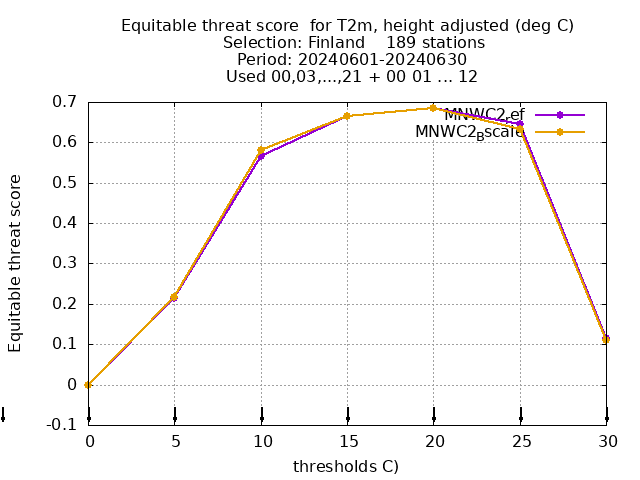 Equitable threat score  for T2m, height adjusted (deg C)
Selection: Finland    189 stations
Period: 20240601-20240630
Used 00,03,...,21 + 00 01 ... 12
0.7
0.6
0.5
0.4
0.3
0.2
0.1
0
-0.1
Equitable threat score
MNWC2ref
MNWC2Bscale
0 5 10 15 20 25 30
thresholds C)